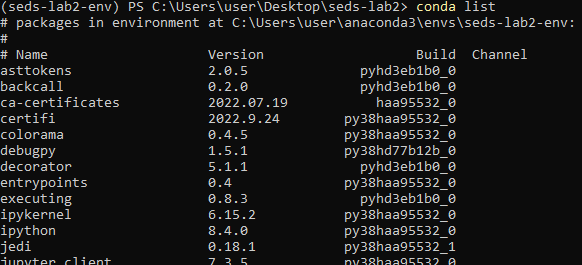 (seds-lab2-env) PS C:\Users\user\Desktop\seds-lab2> conda list
# packages in environment at C:\Users\user\anaconda3\envs\seds-lab2-env:
#
# Name                    Version                   Build  Channel
asttokens                 2.0.5              pyhd3eb1b0_0
backcall                  0.2.0              pyhd3eb1b0_0
ca-certificates           2022.07.19           haa95532_0
certifi                   2022.9.24        py38haa95532_0
colorama                  0.4.5            py38haa95532_0
debugpy                   1.5.1            py38hd77b12b_0
decorator                 5.1.1              pyhd3eb1b0_0
entrypoints               0.4              py38haa95532_0
executing                 0.8.3              pyhd3eb1b0_0
ipykernel                 6.15.2           py38haa95532_0
ipython                   8.4.0            py38haa95532_0
jedi                      0.18.1           py38haa95532_1
jupyter_client            7.3.5            py38haa95532_0